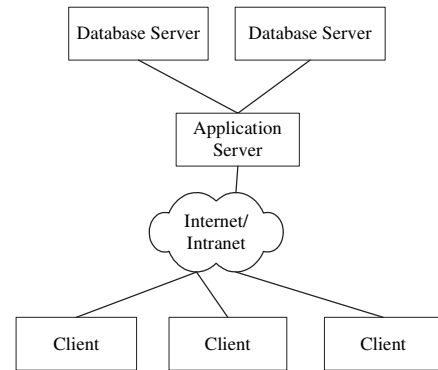 Database Server
Database Server
Application
Server
Internet/
Intranet
Client
Client
Client